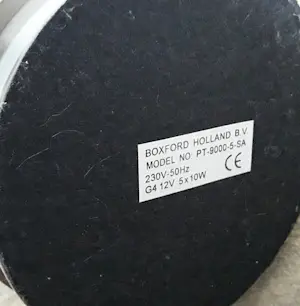 BOXFORD HOLLAND B.V.
MODEL NO: PT-9000-5-SA
230V-50Hz CE
G4 12V 5x10W